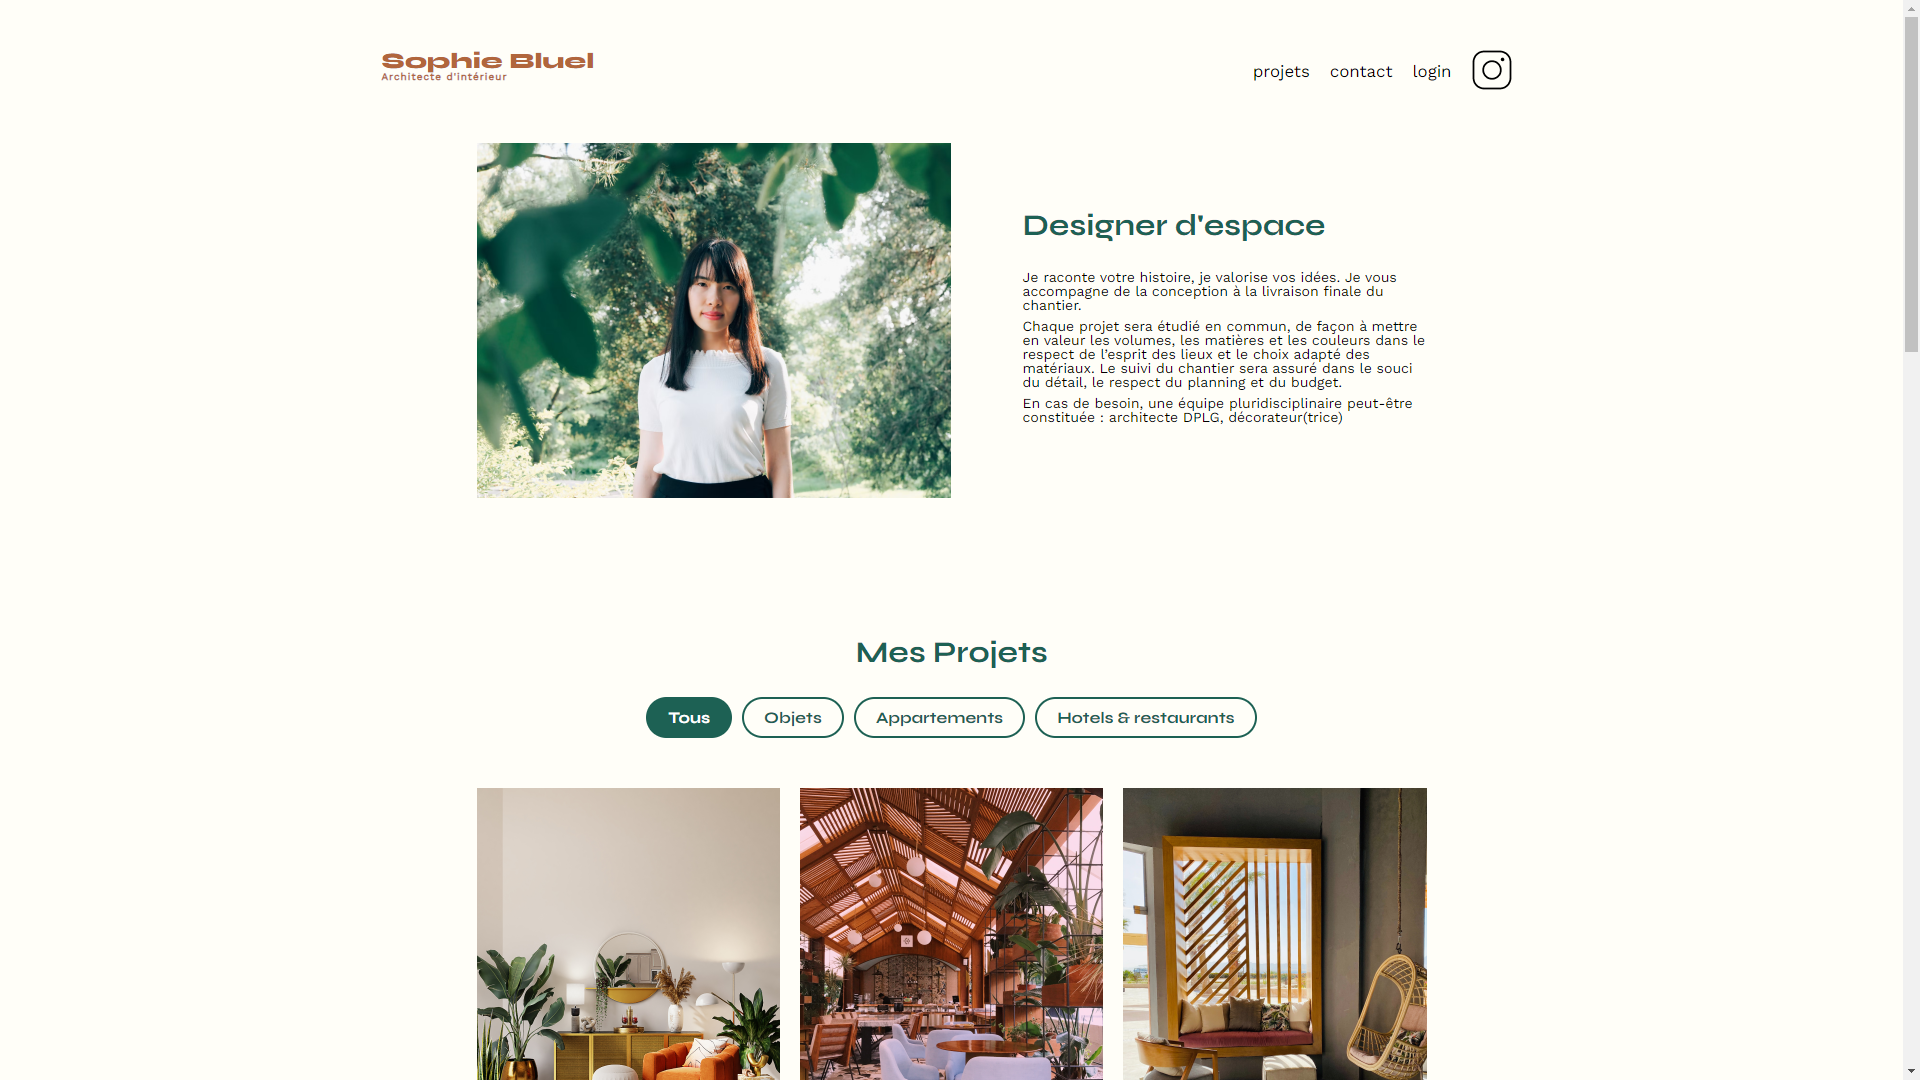 Sophie Bluel
Architecte d'intérieur
projets
contact
login
Designer d'espace
Je raconte votre histoire, je valorise vos idées. Je vous
accompagne de la conception à la livraison finale du
chantier.
Chaque projet sera étudié en commun, de façon à mettre
en valeur les volumes, les matières et les couleurs dans le
respect de l’esprit des lieux et le choix adapté des
matériaux. Le suivi du chantier sera assuré dans le souci
du détail, le respect du planning et du budget.
En cas de besoin, une équipe pluridisciplinaire peut-être
constituée : architecte DPLG, décorateur(trice)
Mes Projets
Tous
Objets
Appartements
Hotels & restaurants